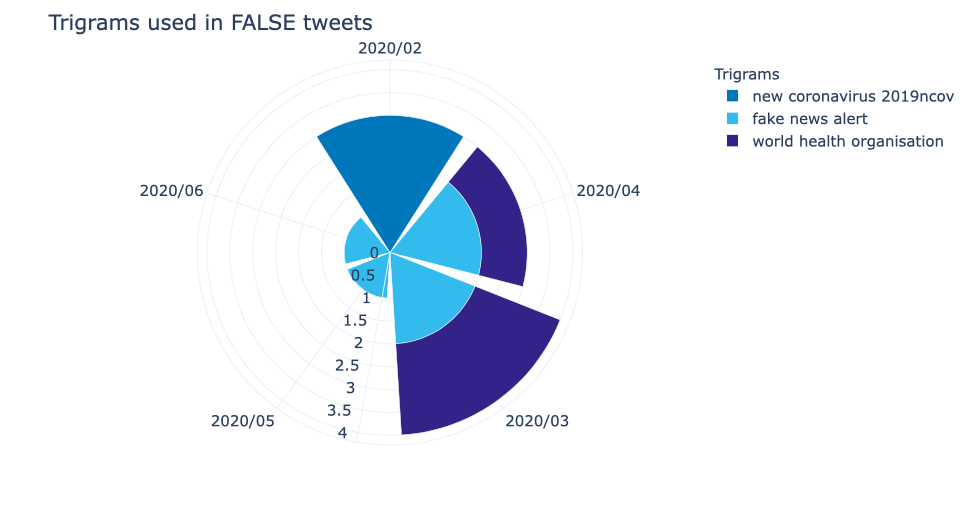 Trigrams used in FALSE tweets
2020/02
Trigrams
new coronavirus 2019ncov
fake news alert
world health organisation
2020/06
2020/04
0
0.5
1
1.5
2
2.5
3
3.5
4
2020/05
2020/03